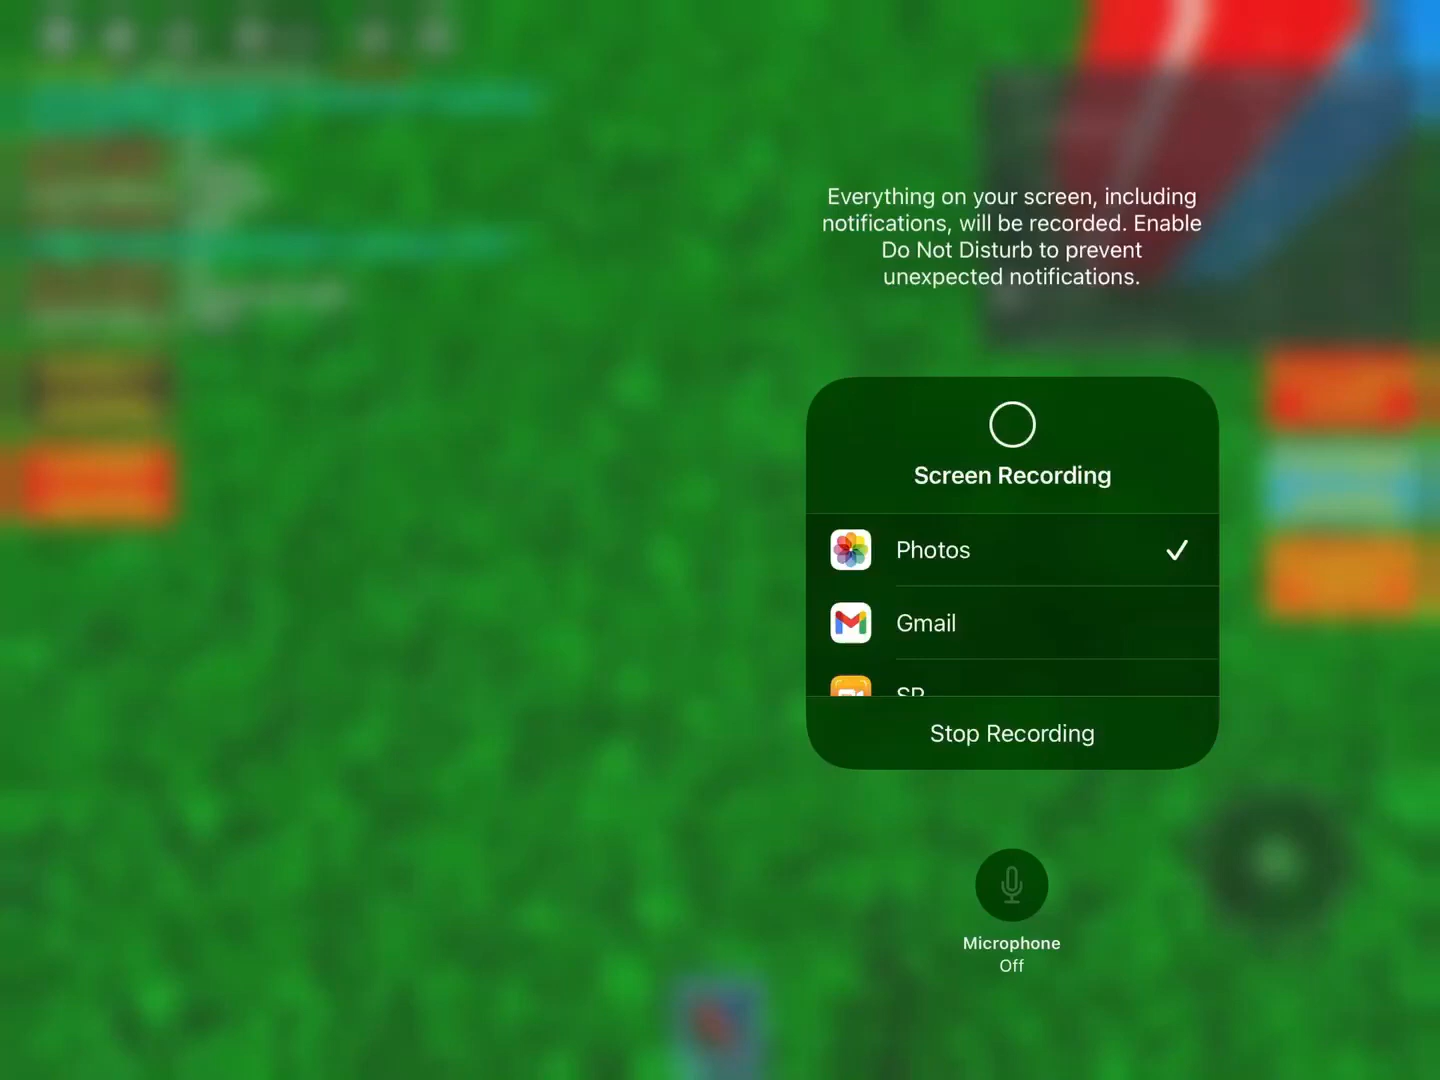 Everything on your screen, including
notifications, will be recorded. Enable
Do Not Disturb to prevent
unexpected notifications.
Screen Recording
Photos
Gmail
SR
Stop Recording
Microphone
Off